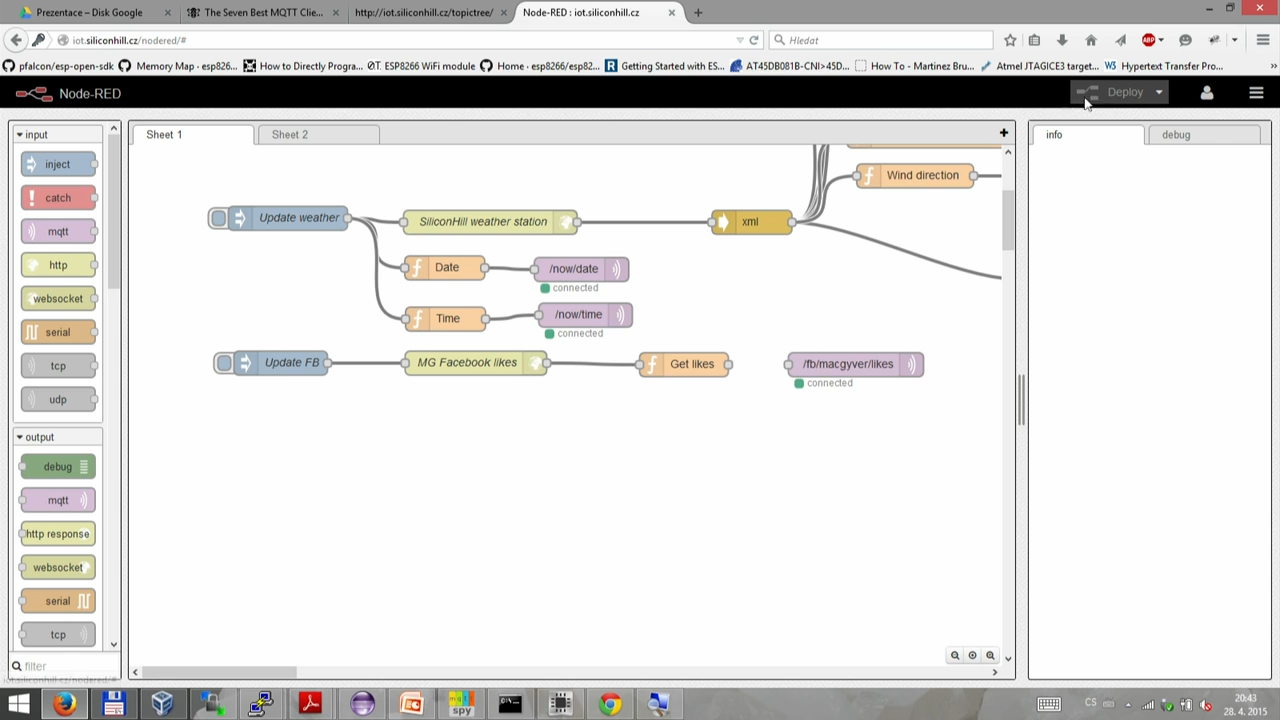 Prezentace – Disk Google
The Seven Best MQTT Clie...
http://iot.siliconhill.cz/topictree/
Node-RED : iot.siliconhill.cz
iot.siliconhill.cz/nodered/#
Hledat
ABP
pfalcon/esp-open-sdk
Memory Map · esp826...
How to Directly Progra...
ESP8266 WiFi module
Home · esp8266/esp82...
Getting Started with ES...
AT45DB081B-CNI>45D...
How To - Martinez Bru...
Atmel JTAGICE3 target...
Hypertext Transfer Pro...
Node-RED
Deploy
input
Sheet 1
Sheet 2
info
debug
inject
catch
mqtt
http
websocket
serial
tcp
udp
output
debug
mqtt
http response
websocket
serial
tcp
filter
Wind direction
Update weather
SiliconHill weather station
xml
Date
/now/date
connected
Time
/now/time
connected
Update FB
MG Facebook likes
Get likes
/fb/macgyver/likes
connected
iot.siliconhill.cz/nodered/#
spy
CS
20:43
28. 4. 2015